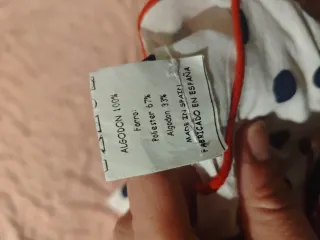 ALGODON 100%
Forro:
Poliester 67%
Algodon 33%
MADE IN SPAIN
FABRICADO EN ESPAÑA